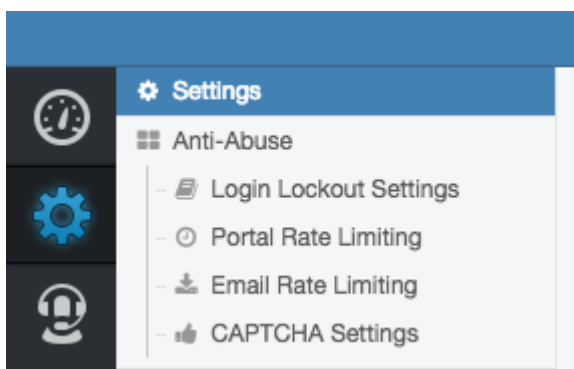 Settings
Anti-Abuse
Login Lockout Settings
Portal Rate Limiting
Email Rate Limiting
CAPTCHA Settings